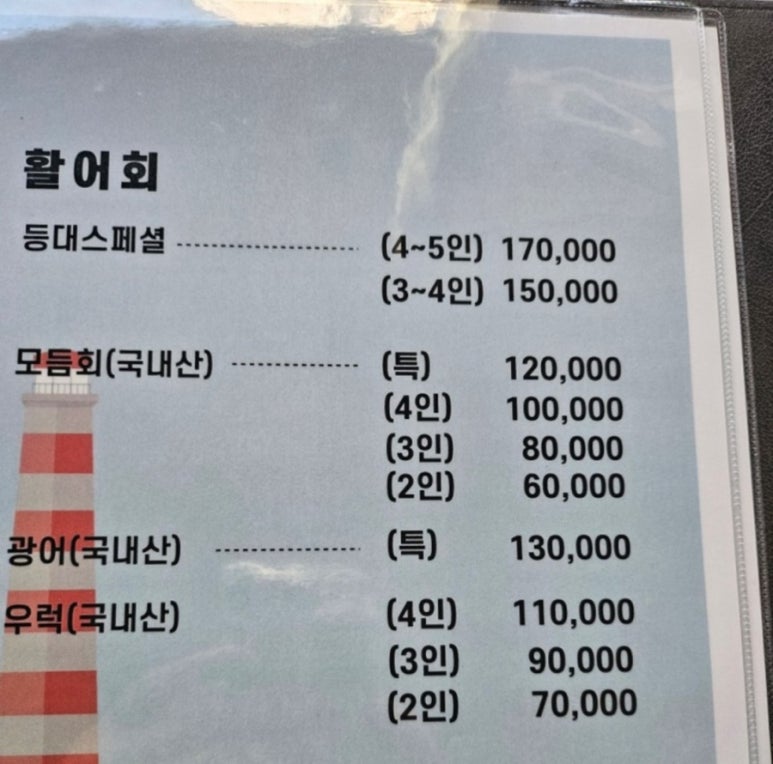 활어회
등대스페셜 ---------------------- (4~5인) 170,000
(3~4인) 150,000
모듬회(국내산) --------------- (특) 120,000
(4인) 100,000
(3인) 80,000
(2인) 60,000
광어(국내산) ----------------- (특) 130,000
우럭(국내산) (4인) 110,000
(3인) 90,000
(2인) 70,000